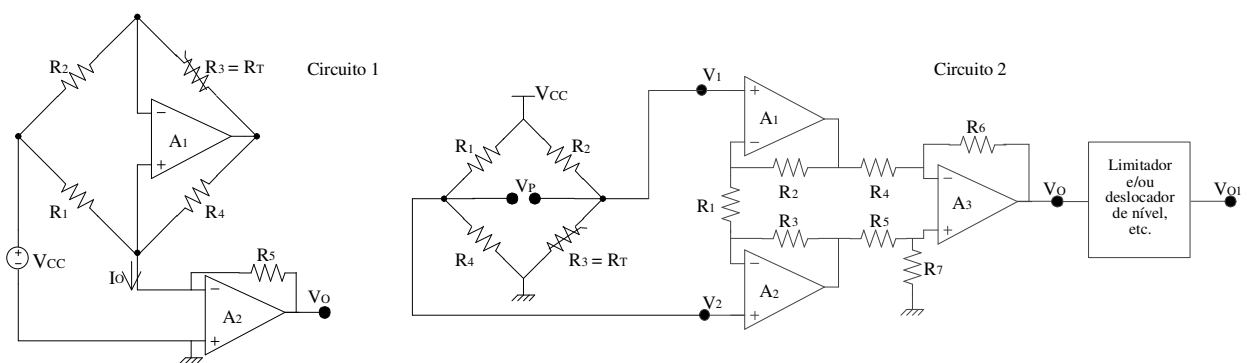 Circuito 1
R2
R3 = RT
A1
R1
R4
VCC
IO
R5
VO
A2
Circuito 2
VCC
R1
R2
VP
R4
R3 = RT
V1
A1
R2
R4
R6
R1
A3
VO
R3
R5
R7
A2
V2
Limitador
e/ou
deslocador
de nível,
etc.
VO1